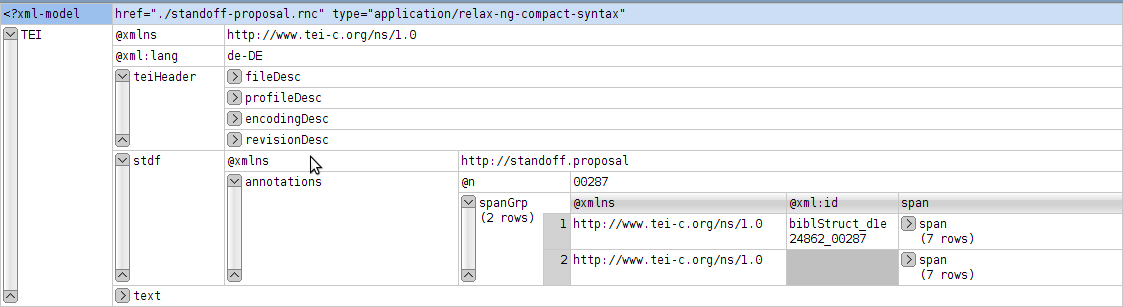 <?xml-model href="./standoff-proposal.rnc" type="application/relax-ng-compact-syntax"
TEI @xmlns http://www.tei-c.org/ns/1.0
@xml:lang de-DE
teiHeader fileDesc
profileDesc
encodingDesc
revisionDesc
stdf @xmlns http://standoff.proposal
annotations @n 00287
spanGrp @xmlns @xml:id span
(2 rows)
1 http://www.tei-c.org/ns/1.0 biblStruct_d1e span
24862_00287 (7 rows)
2 http://www.tei-c.org/ns/1.0 span
(7 rows)
text